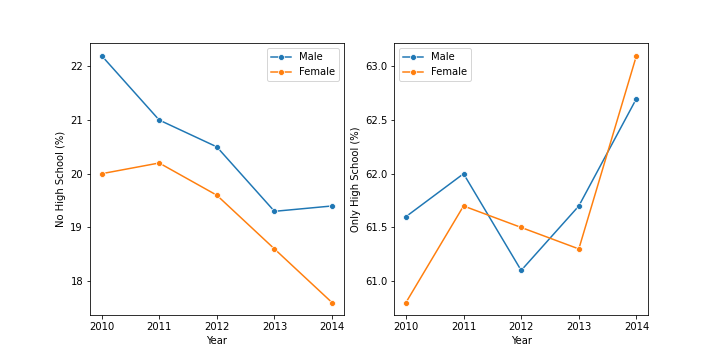 No High School (%)
22
21
20
19
18
Male
Female
2010 2011 2012 2013 2014
Year
Only High School (%)
63.0
62.5
62.0
61.5
61.0
Male
Female
2010 2011 2012 2013 2014
Year